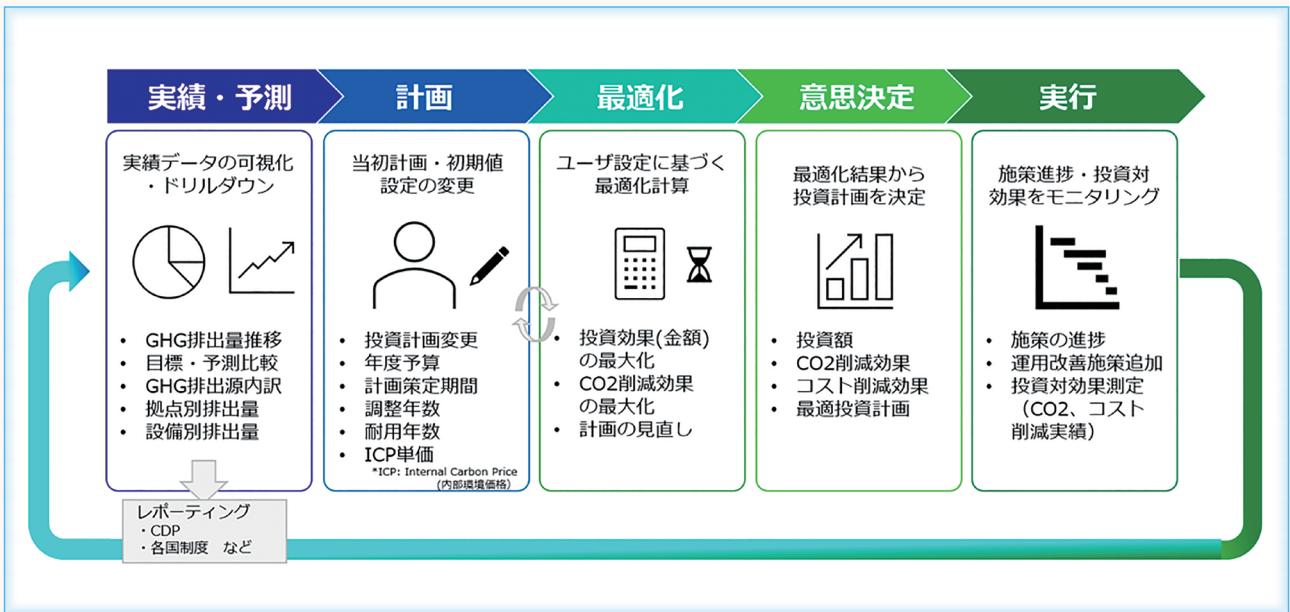 実績・予測
計画
最適化
意思決定
実行
実績データの可視化
・ドリルダウン
• GHG排出量推移
• 目標・予測比較
• GHG排出源内訳
• 拠点別排出量
• 設備別排出量
レポーティング
・CDP
・各国制度　など
当初計画・初期値
設定の変更
• 投資計画変更
• 年度予算
• 計画策定期間
• 調整年数
• 耐用年数
• ICP単価
*ICP: Internal Carbon Price
(内部環境価格)
ユーザ設定に基づく
最適化計算
• 投資効果(金額)
の最大化
• CO2削減効果
の最大化
• 計画の見直し
最適化結果から
投資計画を決定
• 投資額
• CO2削減効果
• コスト削減効果
• 最適投資計画
施策進捗・投資対
効果をモニタリング
• 施策の進捗
• 運用改善施策追加
• 投資対効果測定
（CO2、コスト
削減実績)